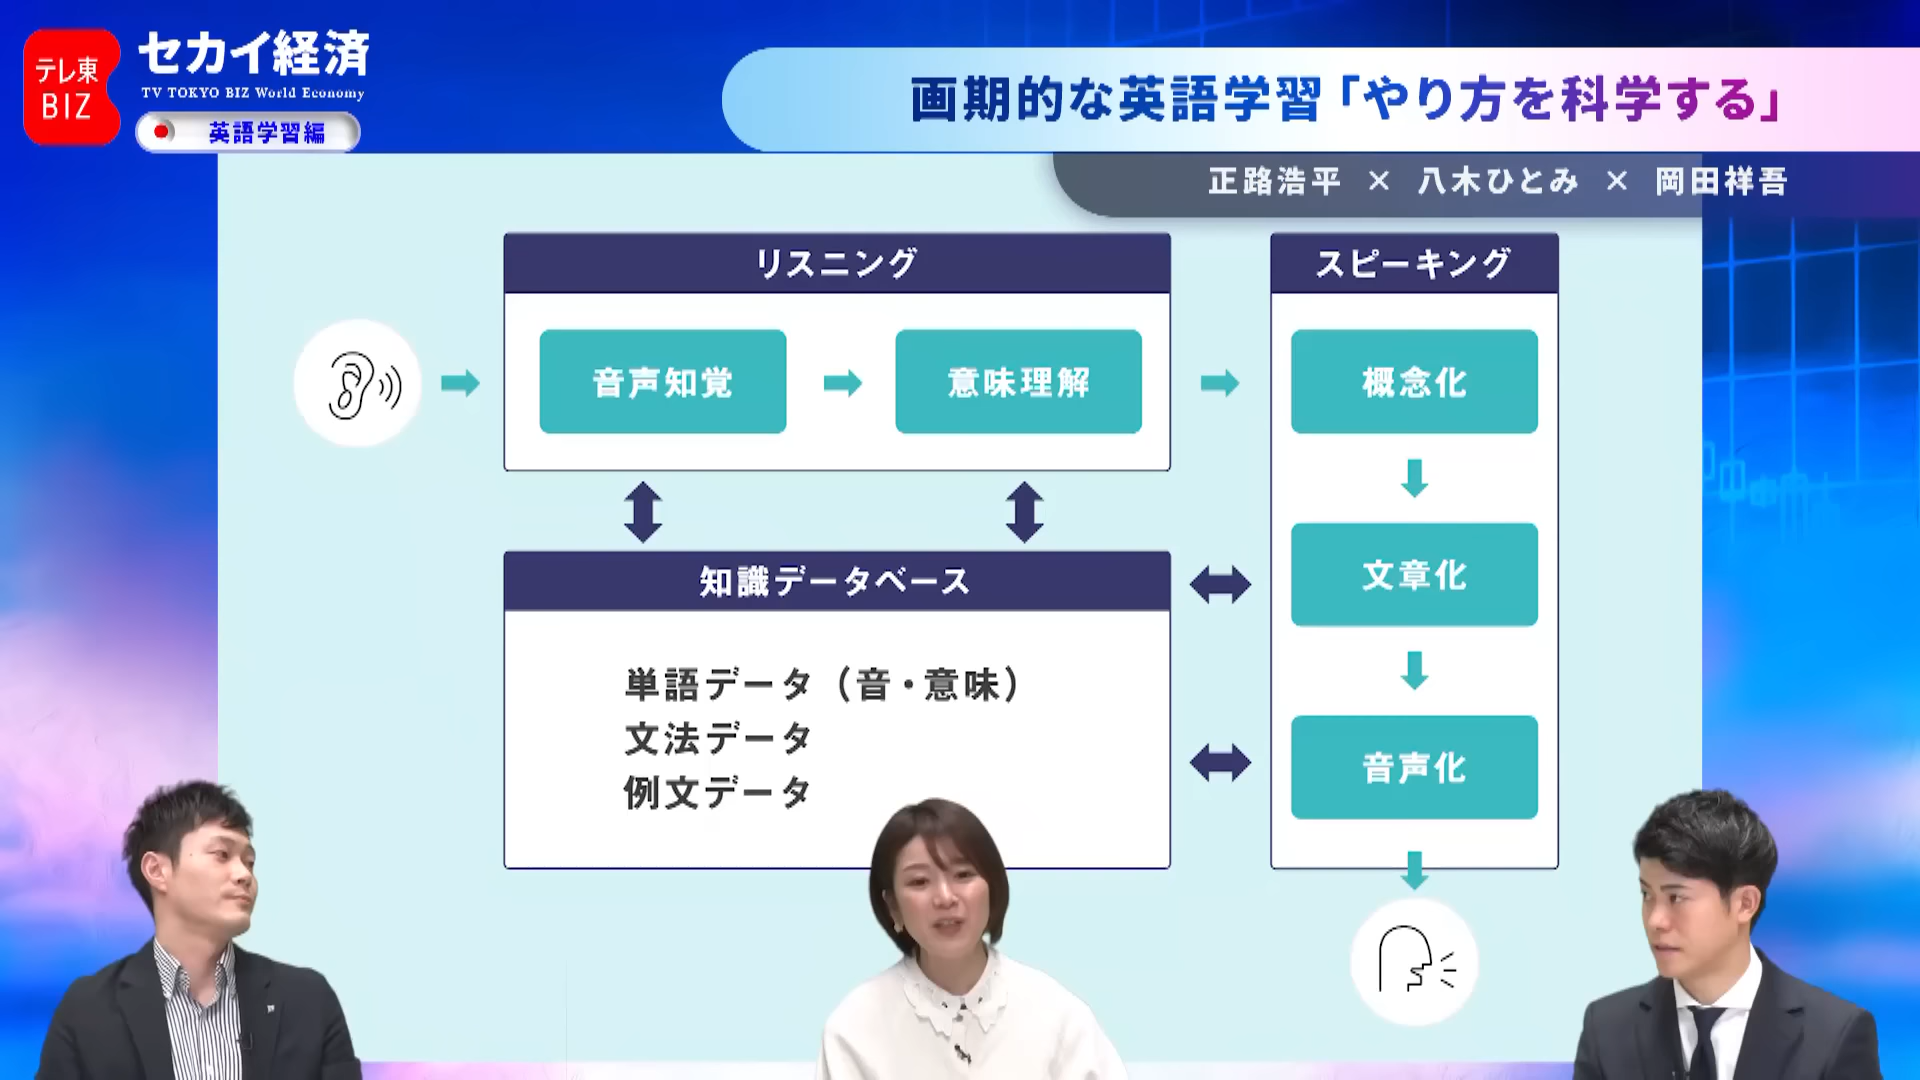 テレ東
BIZ
セカイ経済
TV TOKYO BIZ World Economy
英語学習編
画期的な英語学習「やり方を科学する」
正路浩平 × 八木ひとみ × 岡田祥吾
リスニング
音声知覚
意味理解
スピーキング
概念化
文章化
音声化
知識データベース
単語データ（音・意味）
文法データ
例文データ